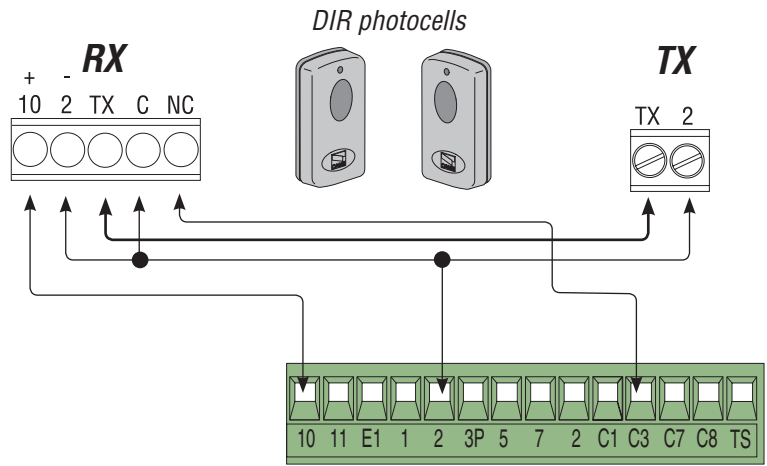 DIR photocells
RX
TX
+ -
10 2 TX C NC
TX 2
10 11 E1 1 2 3P 5 7 2 C1 C3 C7 C8 TS